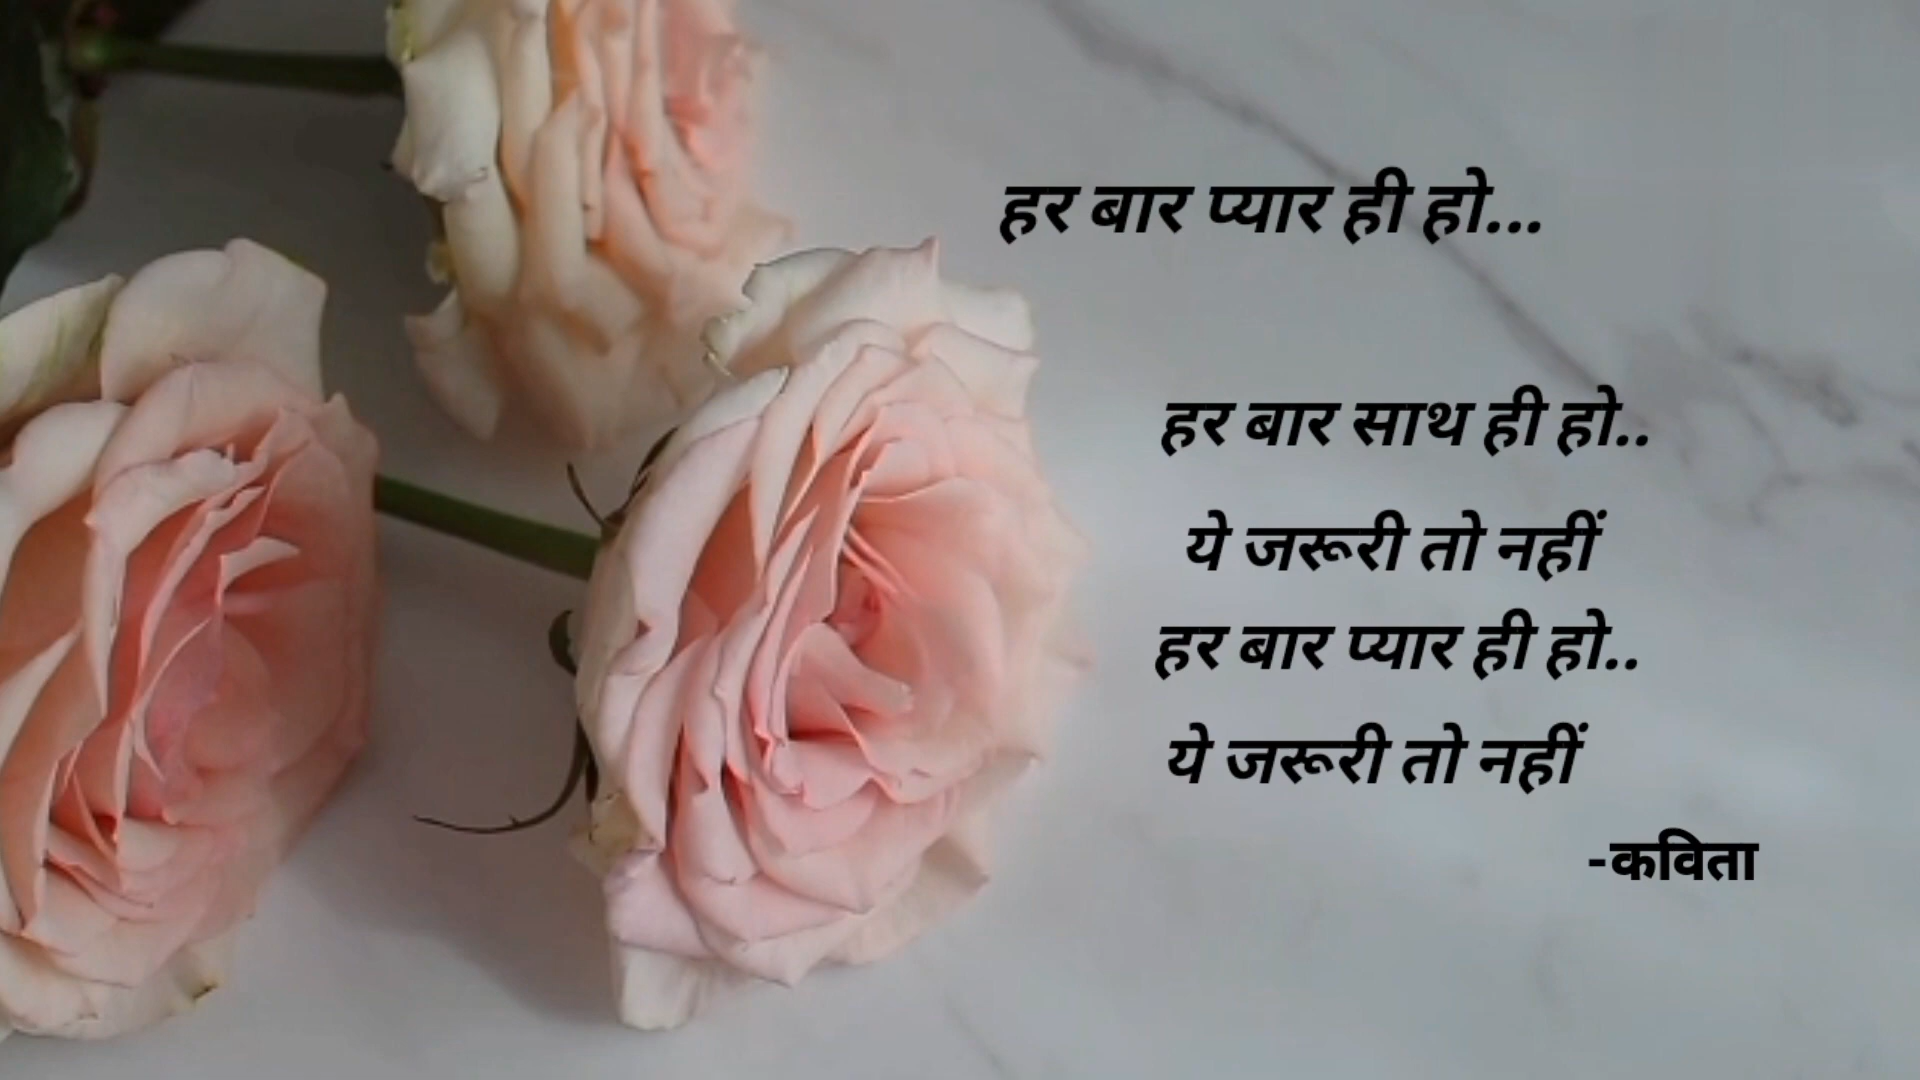 हर बार प्यार ही हो...
हर बार साथ ही हो..
ये जरूरी तो नहीं
हर बार प्यार ही हो..
ये जरूरी तो नहीं
-कविता